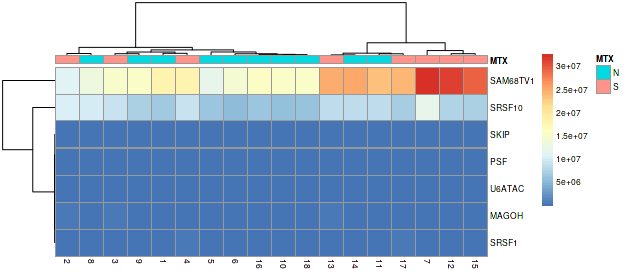 MTX
SAM68TV1
SRSF10
SKIP
PSF
U6ATAC
MAGOH
SRSF1
2 8 3 9 1 4 5 6 16 10 18 13 14 11 17 7 12 15
3e+07
2.5e+07
2e+07
1.5e+07
1e+07
5e+06
MTX
N
S